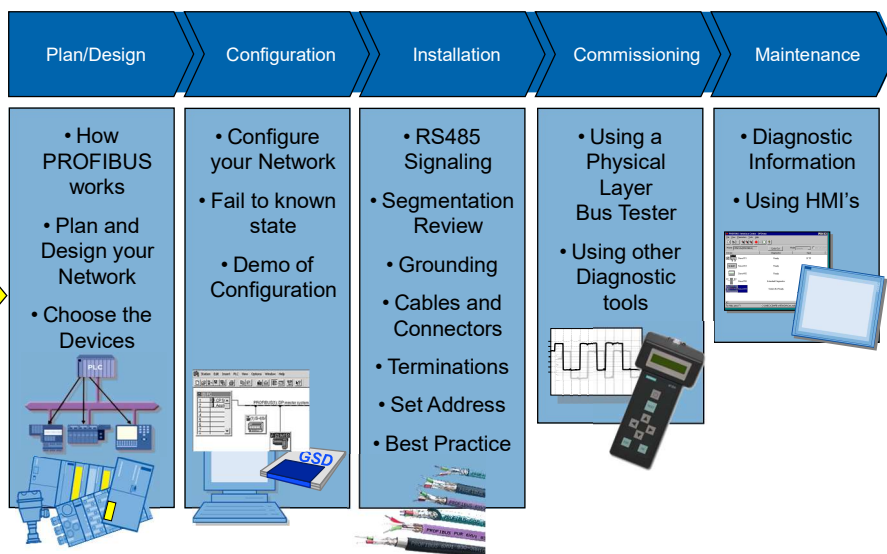 Plan/Design
Configuration
Installation
Commissioning
Maintenance
• How
PROFIBUS
works
• Plan and
Design your
Network
• Choose the
Devices
PLC
• Configure
your Network
• Fail to known
state
• Demo of
Configuration
GSD
• RS485
Signaling
• Segmentation
Review
• Grounding
• Cables and
Connectors
• Terminations
• Set Address
• Best Practice
• Using a
Physical
Layer
Bus Tester
• Using other
Diagnostic
tools
• Diagnostic
Information
• Using HMI's